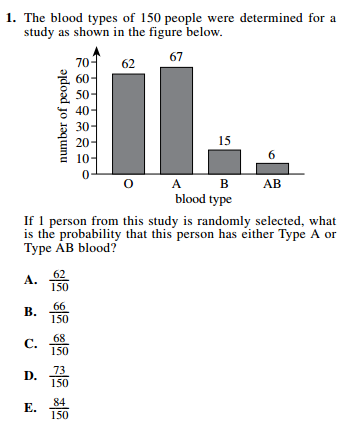 1. The blood types of 150 people were determined for a
study as shown in the figure below.
number of people
70
60
50
40
30
20
10
0
62
67
15
6
O A B AB
blood type
If 1 person from this study is randomly selected, what
is the probability that this person has either Type A or
Type AB blood?
A. 62/150
B. 66/150
C. 68/150
D. 73/150
E. 84/150